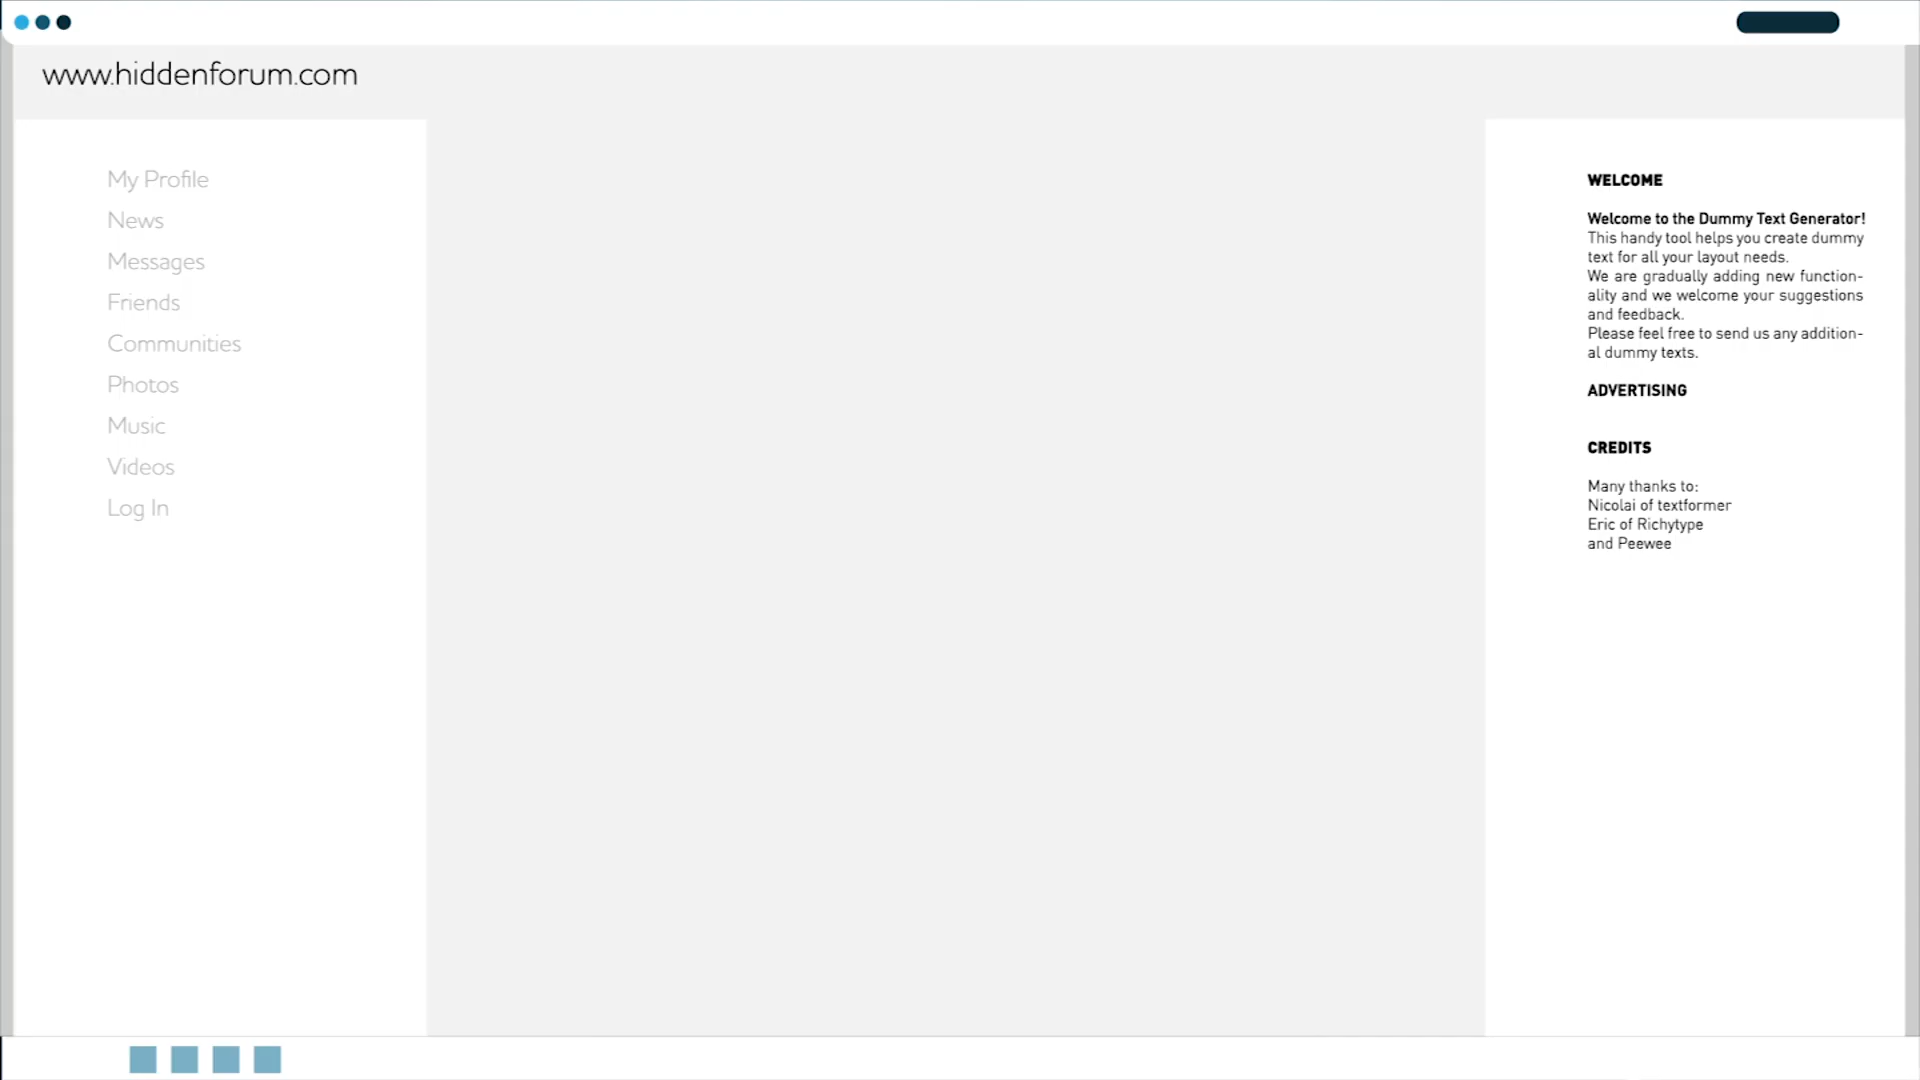 www.hiddenforum.com
My Profile
News
Messages
Friends
Communities
Photos
Music
Videos
Log In
WELCOME
Welcome to the Dummy Text Generator!
This handy tool helps you create dummy
text for all your layout needs.
We are gradually adding new function-
ality and we welcome your suggestions
and feedback.
Please feel free to send us any addition-
al dummy texts.
ADVERTISING
CREDITS
Many thanks to:
Nicolai of textformer
Eric of Richytype
and Peewee